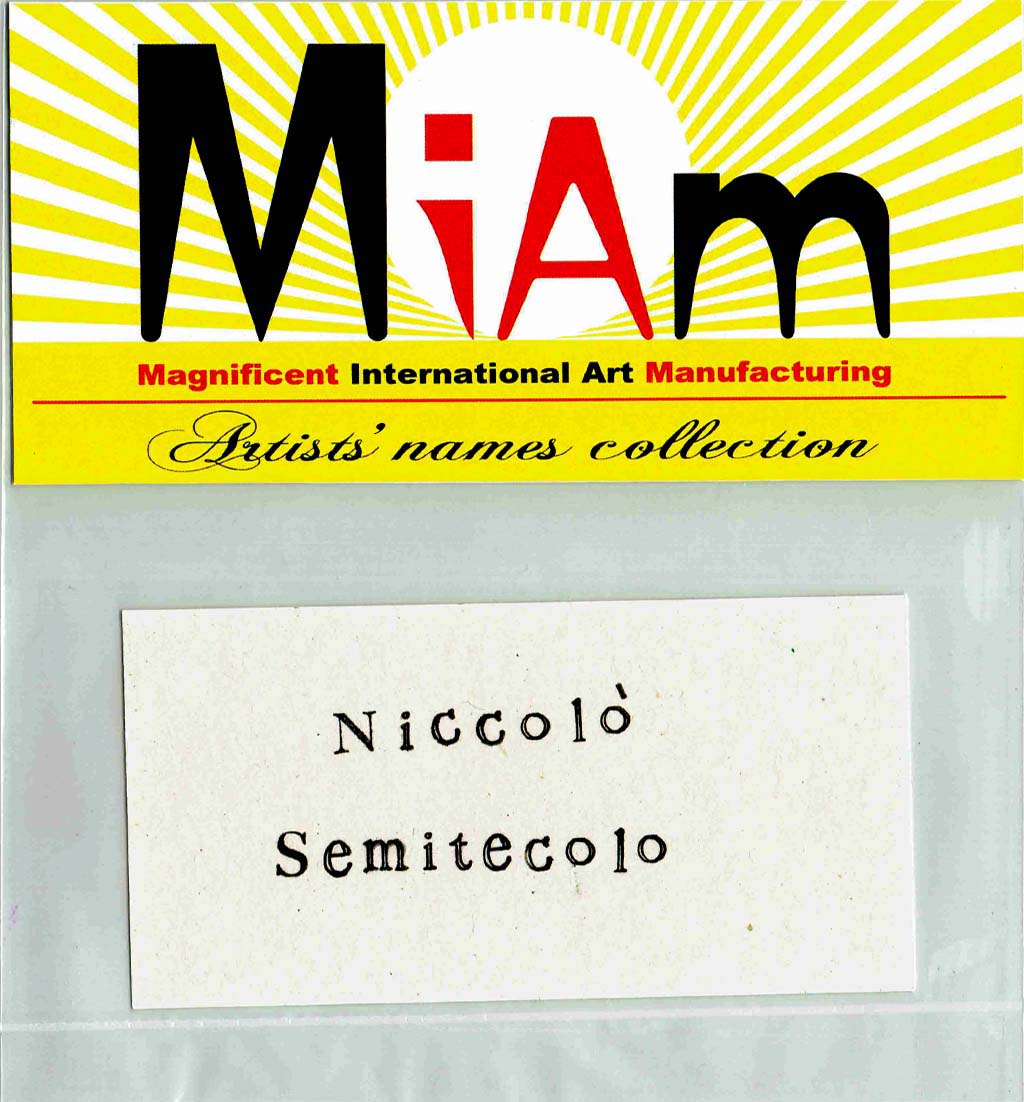 MiAm
Magnificent International Art Manufacturing
Artists' names collection
Niccolò
Semitecolo